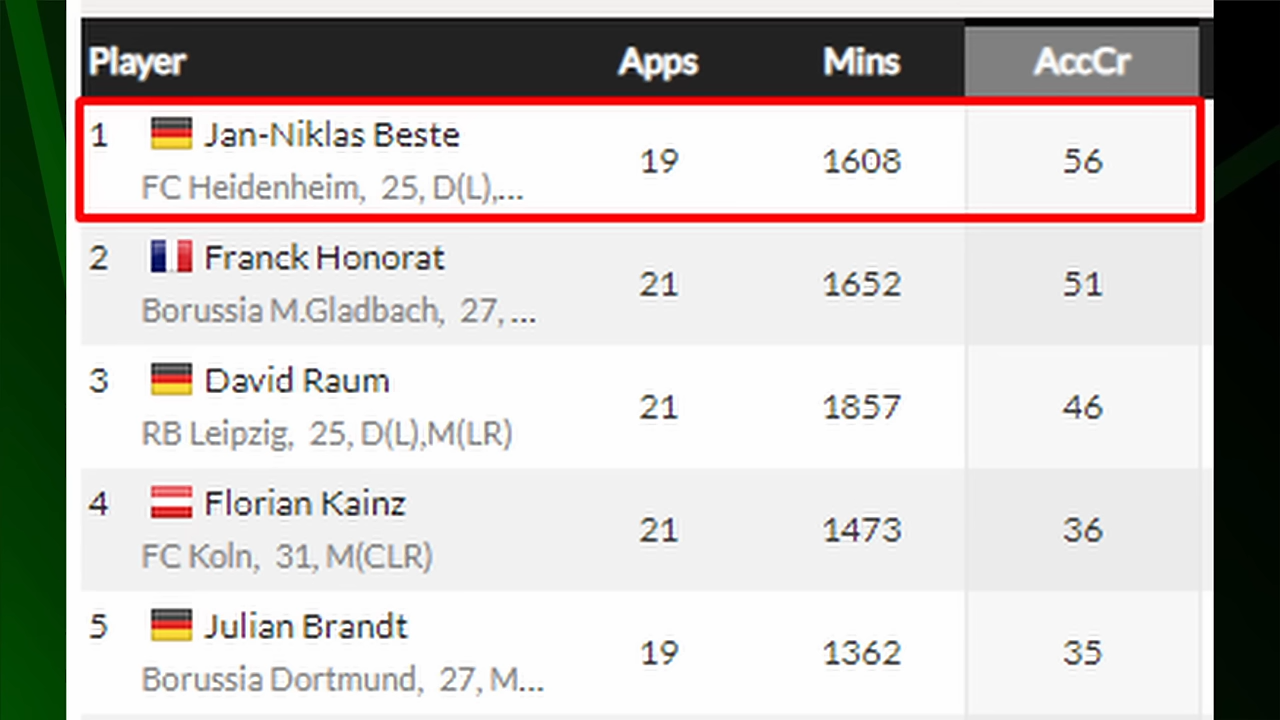 Player Apps Mins AccCr
1 Jan-Niklas Beste 19 1608 56
FC Heidenheim, 25, D(L),...
2 Franck Honorat 21 1652 51
Borussia M.Gladbach, 27, ...
3 David Raum 21 1857 46
RB Leipzig, 25, D(L),M(LR)
4 Florian Kainz 21 1473 36
FC Koln, 31, M(CLR)
5 Julian Brandt 19 1362 35
Borussia Dortmund, 27, M...